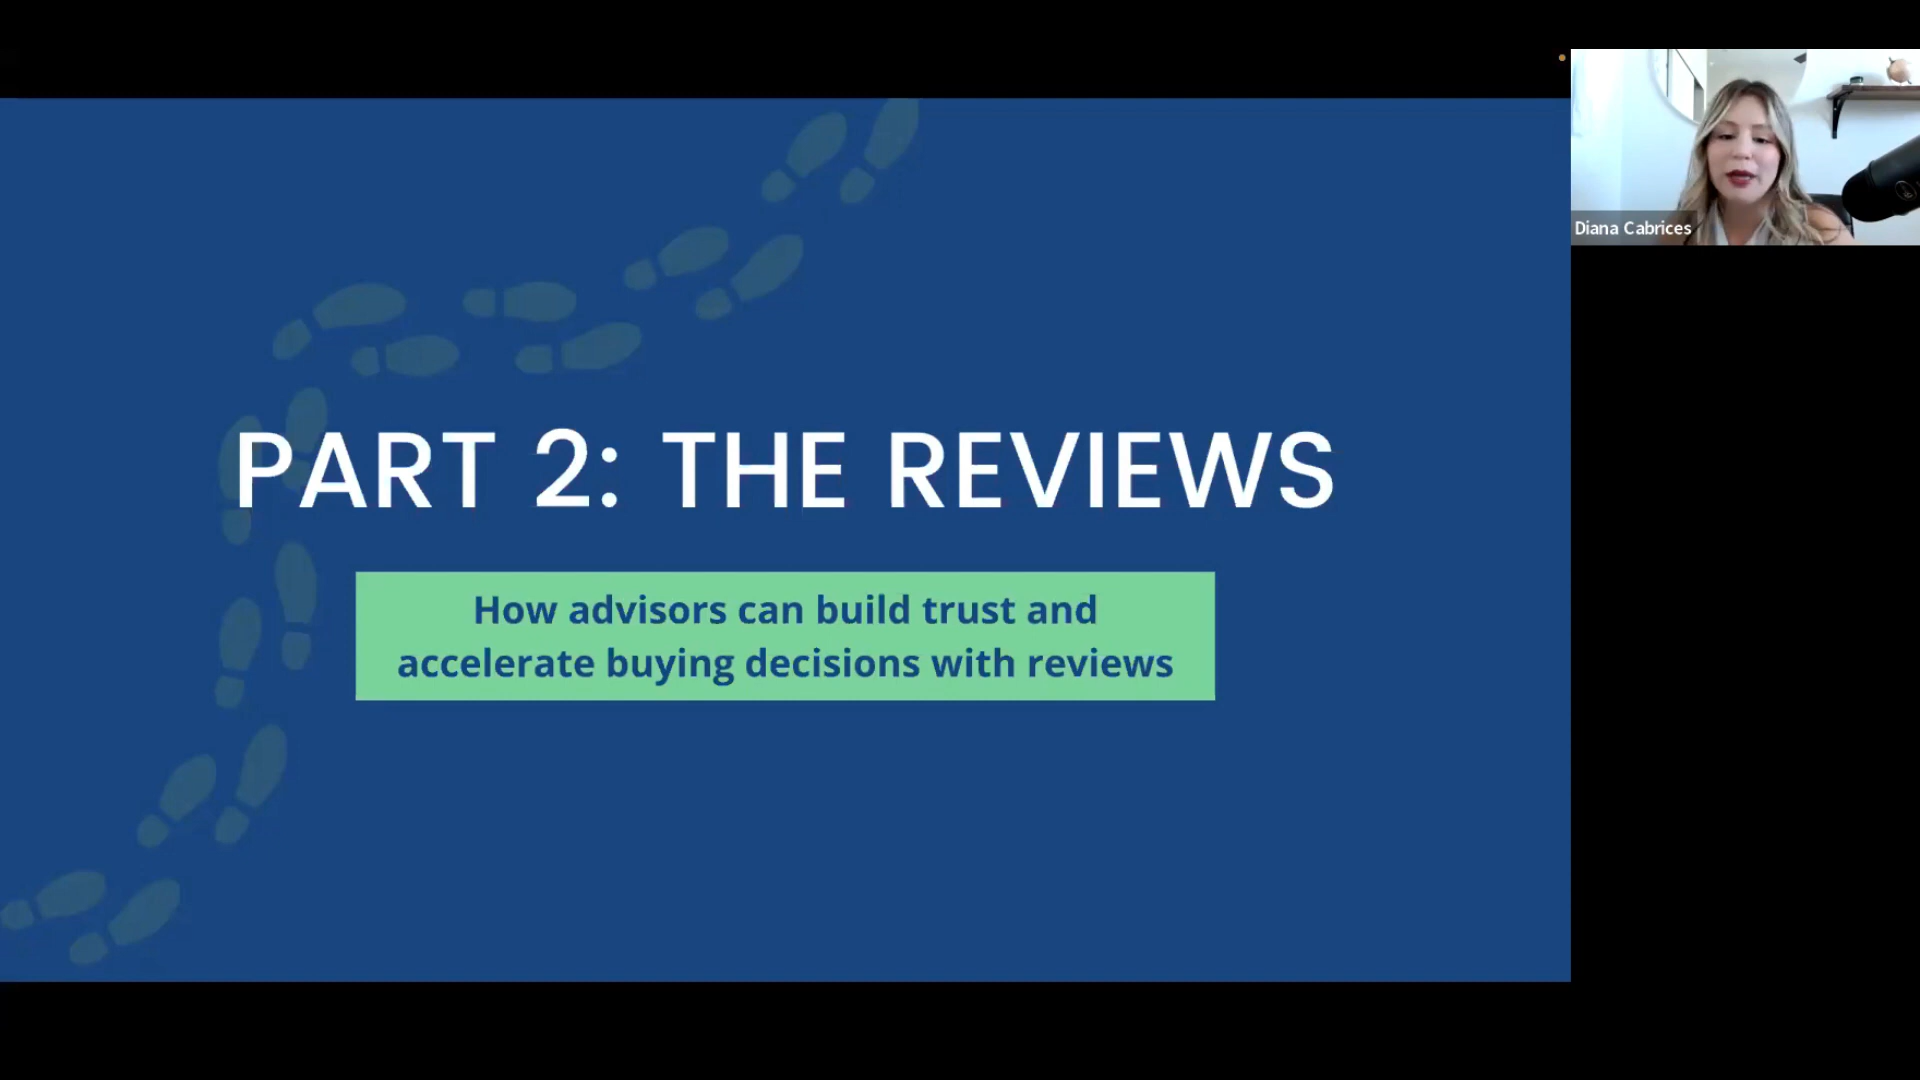 Diana Cabrices
PART 2: THE REVIEWS
How advisors can build trust and
accelerate buying decisions with reviews